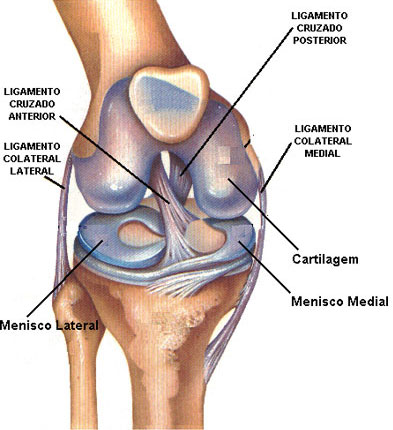 LIGAMENTO
CRUZADO
POSTERIOR
LIGAMENTO
CRUZADO
ANTERIOR
LIGAMENTO
COLATERAL
LATERAL
LIGAMENTO
COLATERAL
MEDIAL
Cartilagem
Menisco Medial
Menisco Lateral